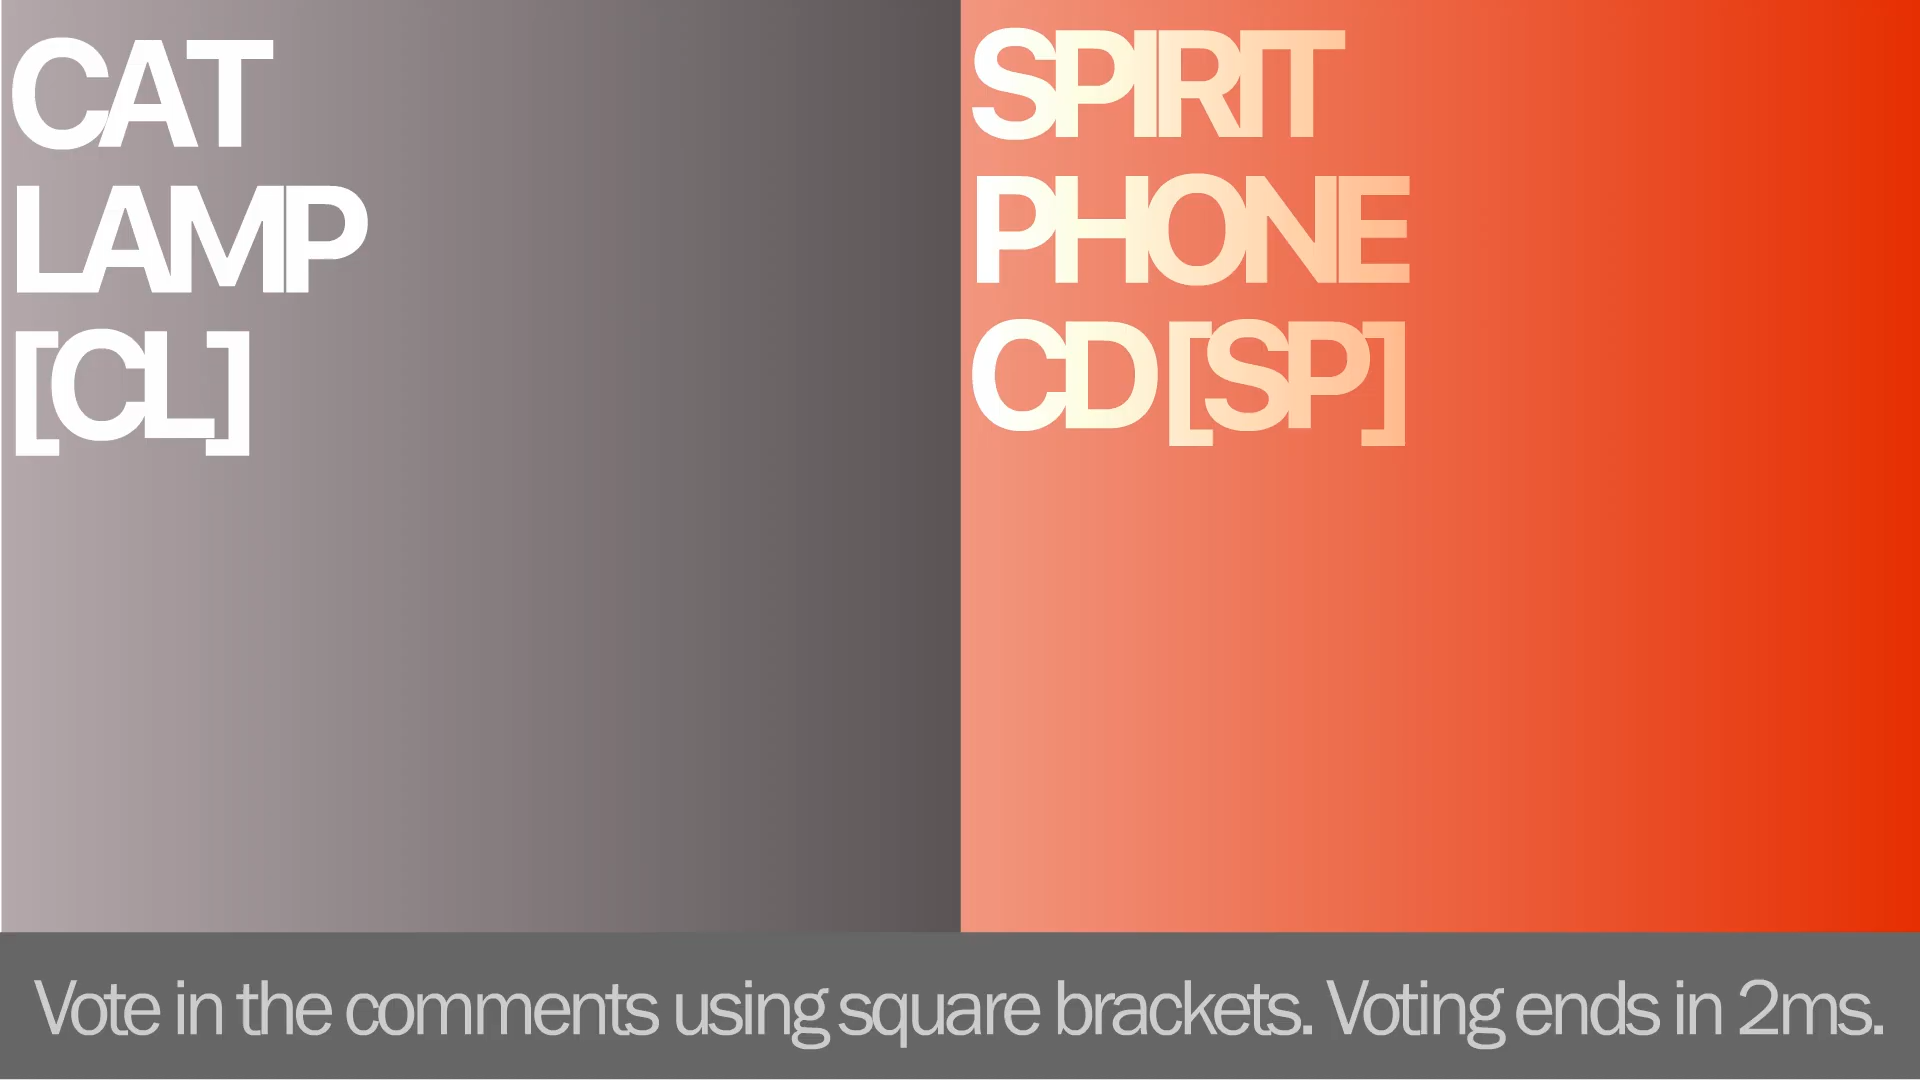 CAT
LAMP
[CL]
SPIRIT
PHONE
CD [SP]
Vote in the comments using square brackets. Voting ends in 2ms.